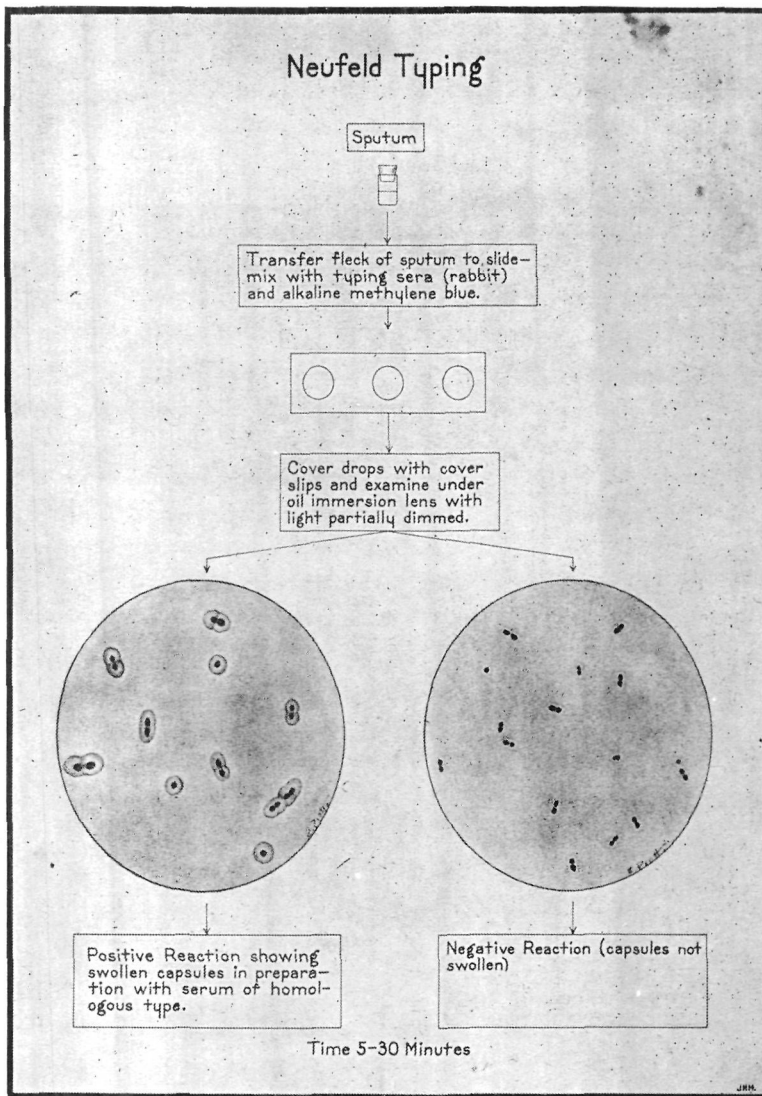 Neufeld Typing
Sputum
Transfer fleck of sputum to slide-
mix with typing sera (rabbit)
and alkaline methylene blue.
Cover drops with cover
slips and examine under
oil immersion lens with
light partially dimmed.
Positive Reaction showing
swollen capsules in prepara-
tion with serum of homol-
ogous type.
Negative Reaction (capsules not
swollen)
Time 5-30 Minutes
JHM.